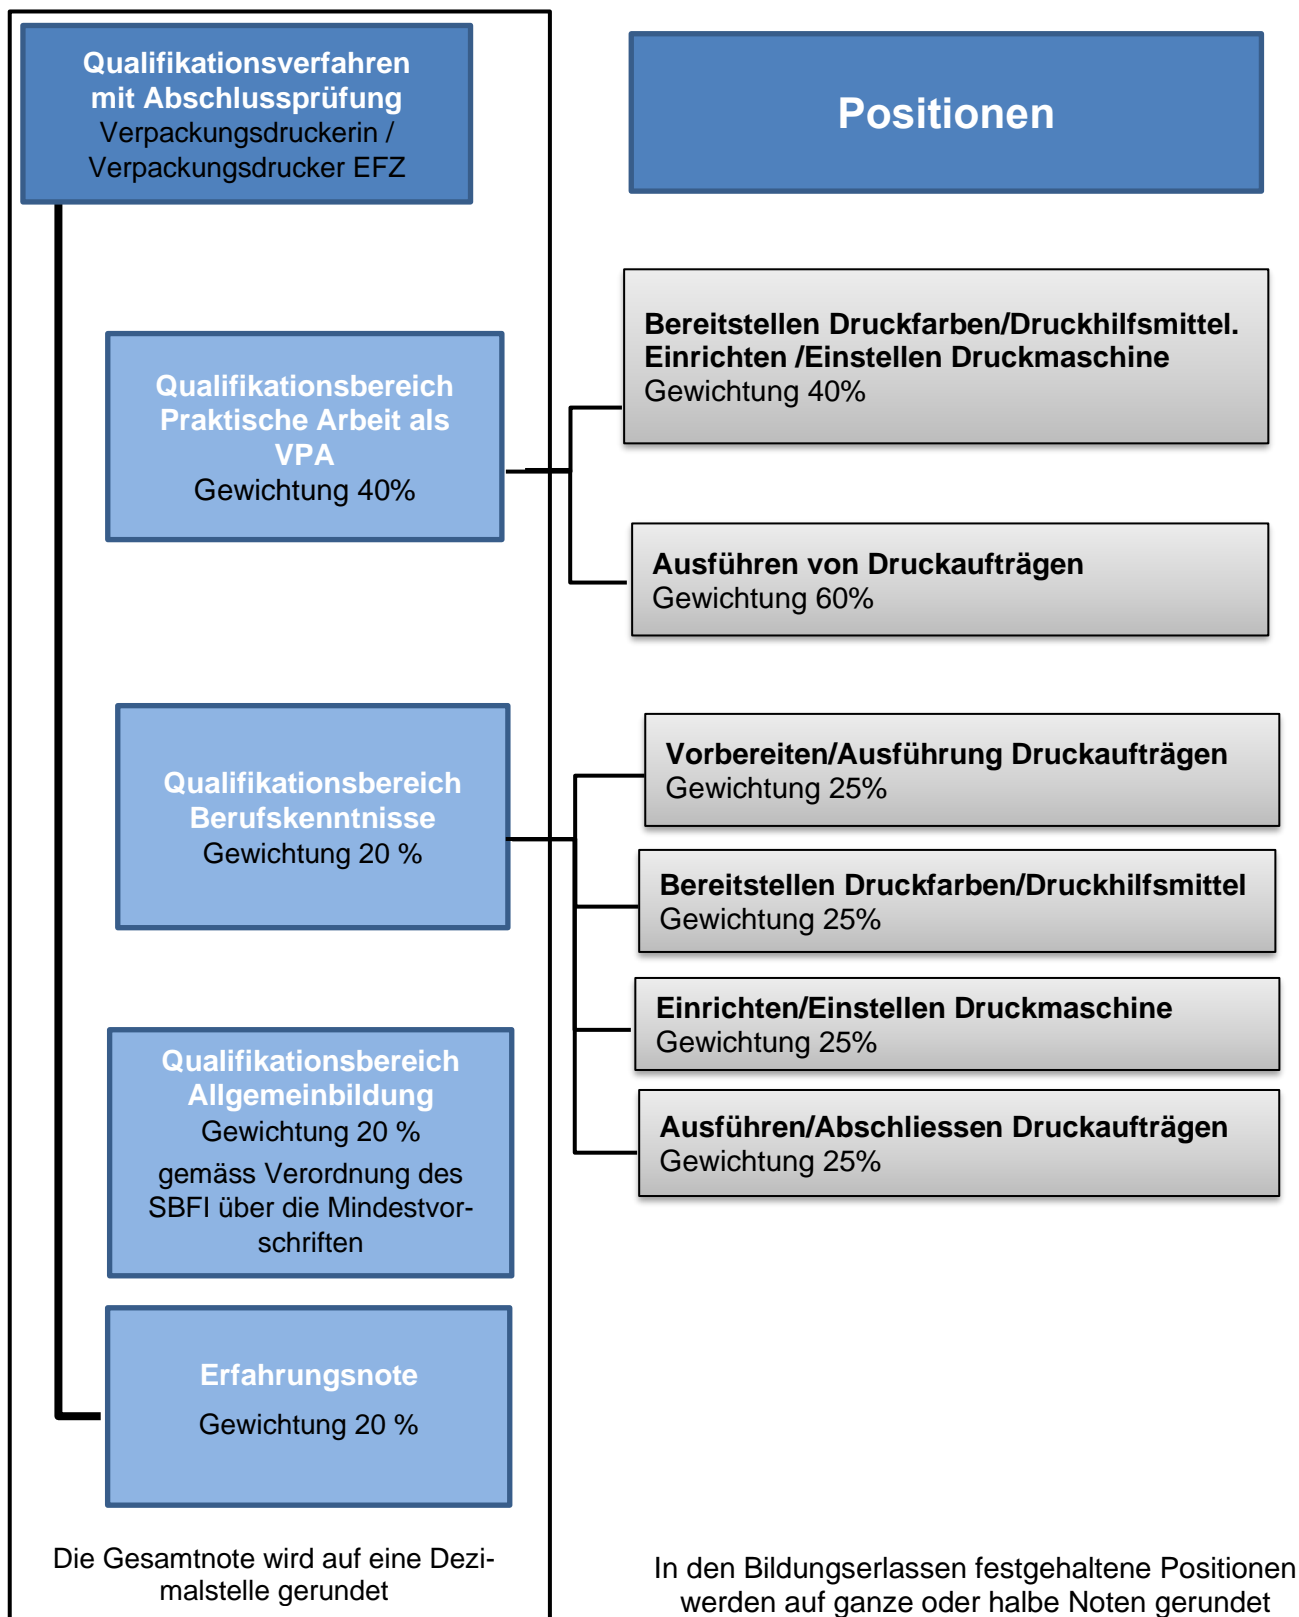 Qualifikationsverfahren
mit Abschlussprüfung
Verpackungsdruckerin /
Verpackungsdrucker EFZ
Positionen
Qualifikationsbereich
Praktische Arbeit als
VPA
Gewichtung 40%
Bereitstellen Druckfarben/Druckhilfsmittel.
Einrichten /Einstellen Druckmaschine
Gewichtung 40%
Ausführen von Druckaufträgen
Gewichtung 60%
Qualifikationsbereich
Berufskenntnisse
Gewichtung 20 %
Vorbereiten/Ausführung Druckaufträgen
Gewichtung 25%
Bereitstellen Druckfarben/Druckhilfsmittel
Gewichtung 25%
Einrichten/Einstellen Druckmaschine
Gewichtung 25%
Ausführen/Abschliessen Druckaufträgen
Gewichtung 25%
Qualifikationsbereich
Allgemeinbildung
Gewichtung 20 %
gemäss Verordnung des
SBFI über die Mindestvor-
schriften
Erfahrungsnote
Gewichtung 20 %
Die Gesamtnote wird auf eine Dezi-
malstelle gerundet
In den Bildungserlassen festgehaltene Positionen
werden auf ganze oder halbe Noten gerundet